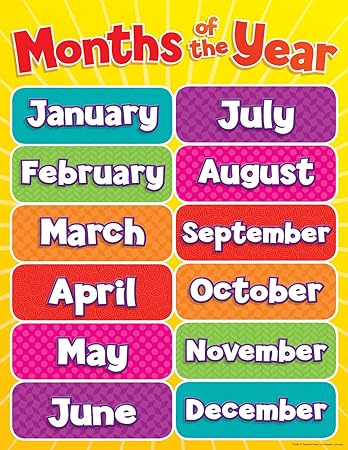 Months of the Year
January
February
March
April
May
June
July
August
September
October
November
December